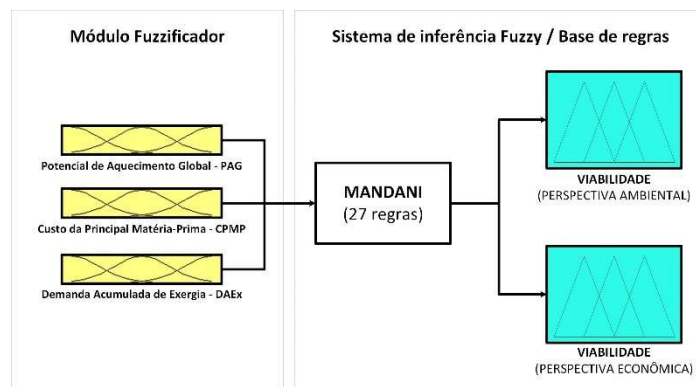 Módulo Fuzzificador
Sistema de inferência Fuzzy / Base de regras
Potencial de Aquecimento Global - PAG
Custo da Principal Matéria-Prima - CPMP
Demanda Acumulada de Exergia - DAEx
MANDANI
(27 regras)
VIABILIDADE
(PERSPECTIVA AMBIENTAL)
VIABILIDADE
(PERSPECTIVA ECONÔMICA)